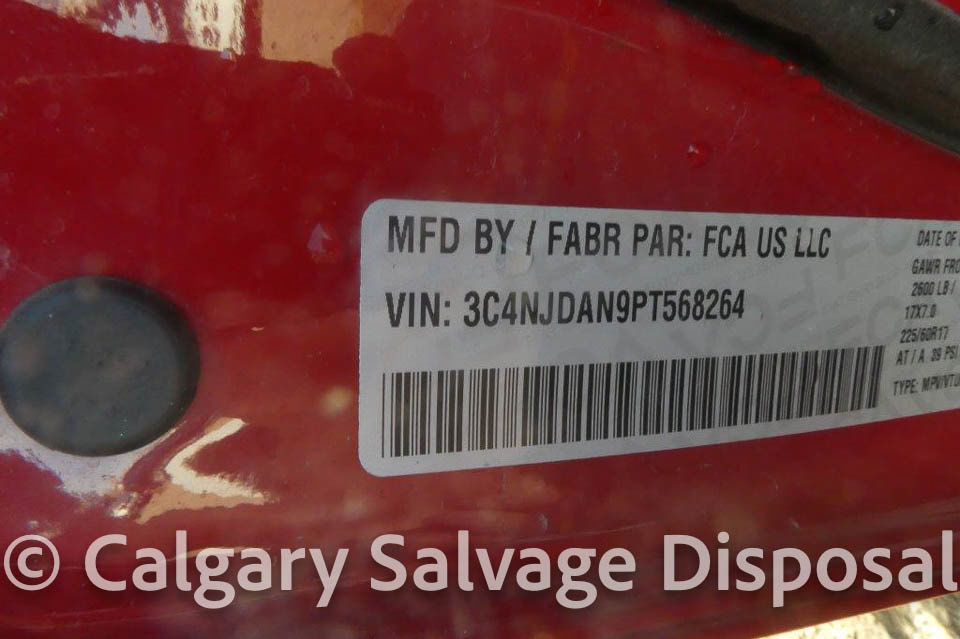 MFD BY / FABR PAR: FCA US LLC
VIN: 3C4NJDAN9PT568264
DATE OF
GAWR FRO
2600 LB /
17X7.0
225/60R17
AT / A 39 PSI
TYPE: MPV/VTU
© Calgary Salvage Disposal